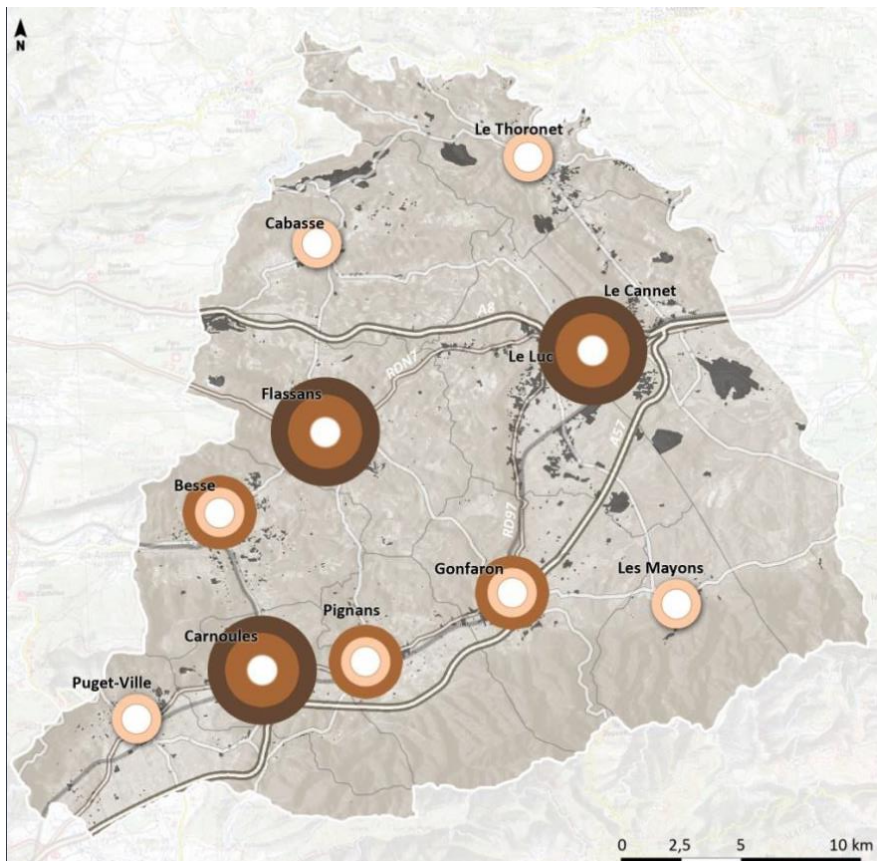 N
Le Thoronet
Cabasse
Le Cannet
A8
Le Luc
RDN7
Flassans
A57
Besse
RD97
Gonfaron
Les Mayons
Pignans
Carnoules
Puget-Ville
0 2,5 5 10 km